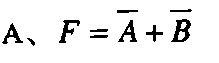 A、F = A̅ + B̅